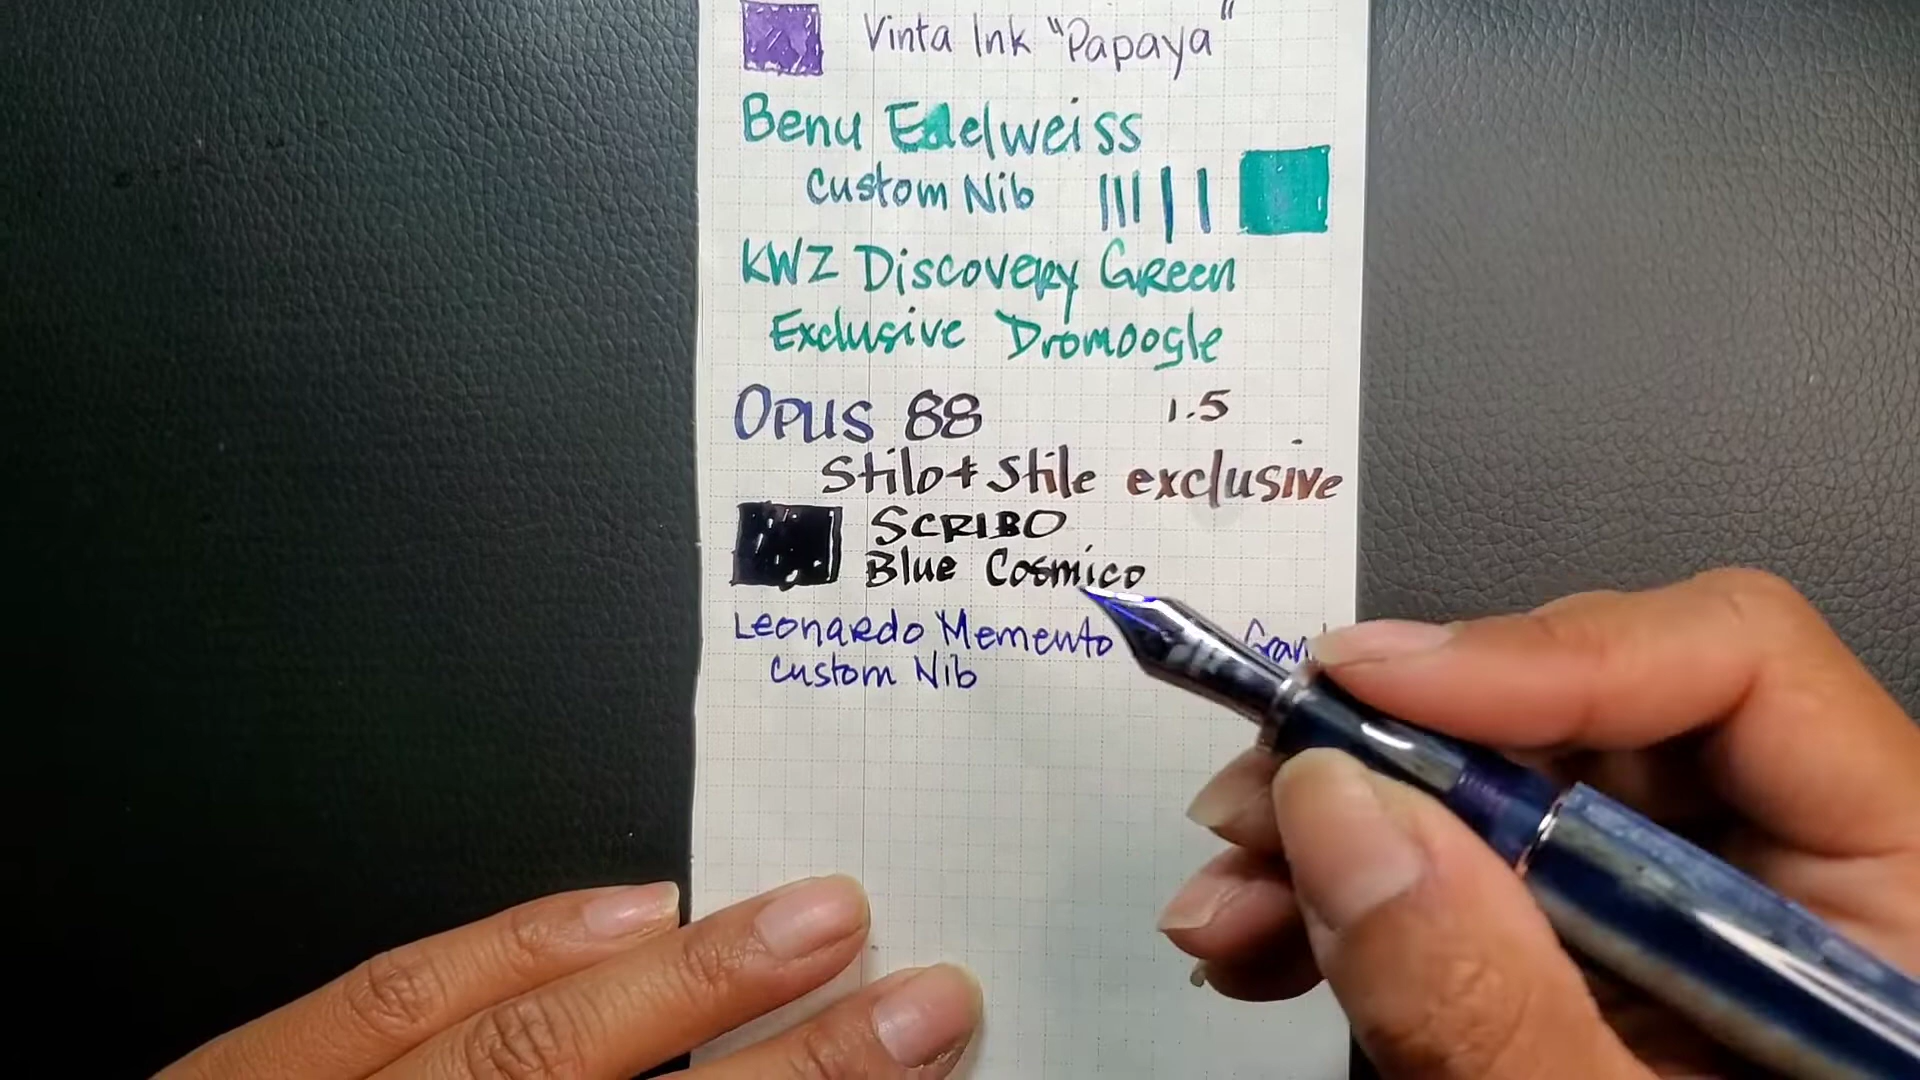 Vinta Ink "Papaya"
Benu Edelweiss
Custom Nib
KWZ Discovery Green
Exclusive Dromoogle
OPUS 88 1.5
Stilo + Stile exclusive
SCRIBO
Blue Cosmico
Leonardo Memento
Custom Nib